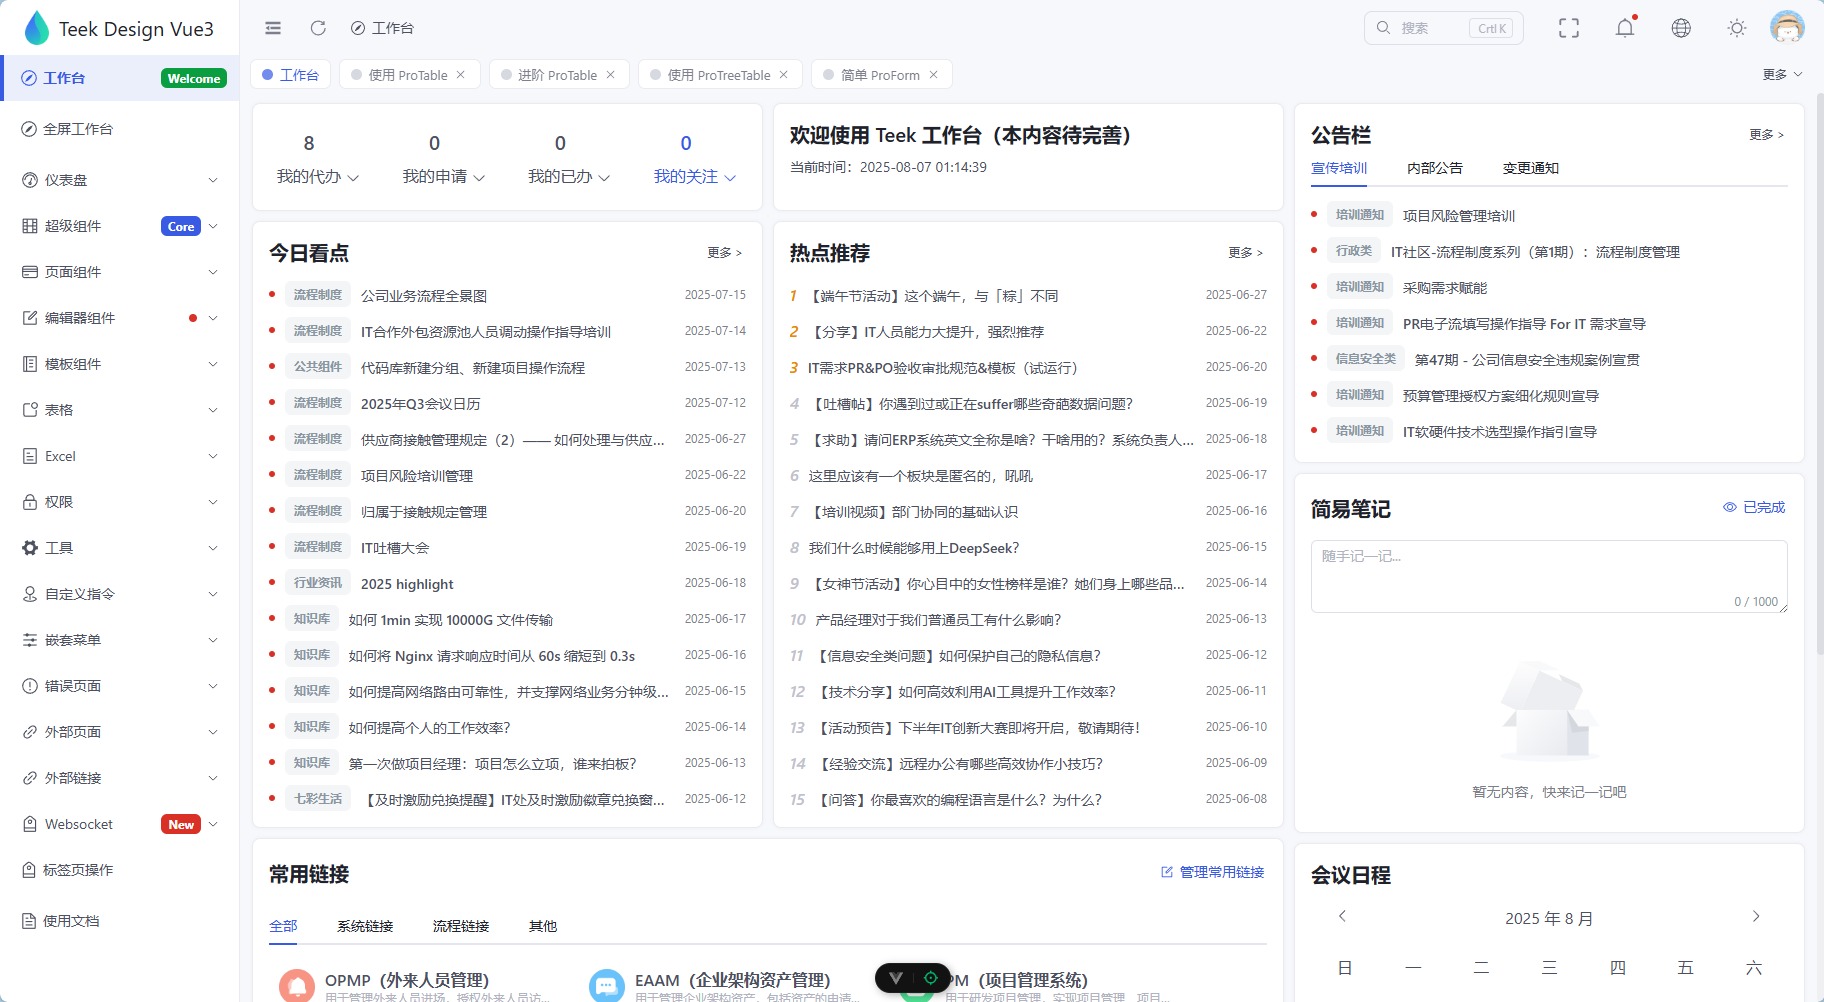 Teek Design Vue3
工作台 Welcome
全屏工作台
仪表盘
超级组件 Core
页面组件
编辑器组件
模板组件
表格
Excel
权限
工具
自定义指令
嵌套菜单
错误页面
外部页面
外部链接
Websocket New
标签页操作
使用文档
工作台
搜索 Crtl K
工作台 使用 ProTable 进阶 ProTable 使用 ProTreeTable 简单 ProForm 更多
8 0 0 0
我的代办 我的申请 我的已办 我的关注
欢迎使用 Teek 工作台（本内容待完善）
当前时间：2025-08-07 01:14:39
今日看点 更多 >
流程制度 公司业务流程全景图 2025-07-15
流程制度 IT合作外包资源池人员调动操作指导培训 2025-07-14
公共组件 代码库新建分组、新建项目操作流程 2025-07-13
流程制度 2025年Q3会议日历 2025-07-12
流程制度 供应商接触管理规定（2）—— 如何处理与供应... 2025-06-27
流程制度 项目风险培训管理 2025-06-22
流程制度 归属于接触规定管理 2025-06-20
流程制度 IT吐槽大会 2025-06-19
行业资讯 2025 highlight 2025-06-18
知识库 如何 1min 实现 10000G 文件传输 2025-06-17
知识库 如何将 Nginx 请求响应时间从 60s 缩短到 0.3s 2025-06-16
知识库 如何提高网络路由可靠性，并支撑网络业务分钟级... 2025-06-15
知识库 如何提高个人的工作效率？ 2025-06-14
知识库 第一次做项目经理：项目怎么立项，谁来拍板？ 2025-06-13
七彩生活 【及时激励兑换提醒】IT处及时激励徽章兑换窗... 2025-06-12
热点推荐 更多 >
1 【端午节活动】这个端午，与「粽」不同 2025-06-27
2 【分享】IT人员能力大提升，强烈推荐 2025-06-22
3 IT需求PR&PO验收审批规范&模板（试运行） 2025-06-20
4 【吐槽帖】你遇到过或正在suffer哪些奇葩数据问题？ 2025-06-19
5 【求助】请问ERP系统英文全称是啥？干啥用的？系统负责人... 2025-06-18
6 这里应该有一个板块是匿名的，吼吼 2025-06-17
7 【培训视频】部门协同的基础认识 2025-06-16
8 我们什么时候能够用上DeepSeek？ 2025-06-15
9 【女神节活动】你心目中的女性榜样是谁？她们身上哪些品... 2025-06-14
10 产品经理对于我们普通员工有什么影响？ 2025-06-13
11 【信息安全类问题】如何保护自己的隐私信息？ 2025-06-12
12 【技术分享】如何高效利用AI工具提升工作效率？ 2025-06-11
13 【活动预告】下半年IT创新大赛即将开启，敬请期待！ 2025-06-10
14 【经验交流】远程办公有哪些高效协作小技巧？ 2025-06-09
15 【问答】你最喜欢的编程语言是什么？为什么？ 2025-06-08
公告栏 更多 >
宣传培训 内部公告 变更通知
培训通知 项目风险管理培训
行政类 IT社区-流程制度系列（第1期）：流程制度管理
培训通知 采购需求赋能
培训通知 PR电子流填写操作指导 For IT 需求宣导
信息安全类 第47期 - 公司信息安全违规案例宣贯
培训通知 预算管理授权方案细化规则宣导
培训通知 IT软硬件技术选型操作指引宣导
简易笔记 已完成
随手记一记...
0 / 1000
暂无内容，快来记一记吧
常用链接 管理常用链接
全部 系统链接 流程链接 其他
OPMP（外来人员管理） EAAM（企业架构资产管理） PM（项目管理系统）
用于管理外来人员进场、授权外来人员访... 用于管理企业架构资产，包括资产的申请... 用于研发项目管理，实现项目管理、项目...
会议日程
2025 年 8 月
日 一 二 三 四 五 六